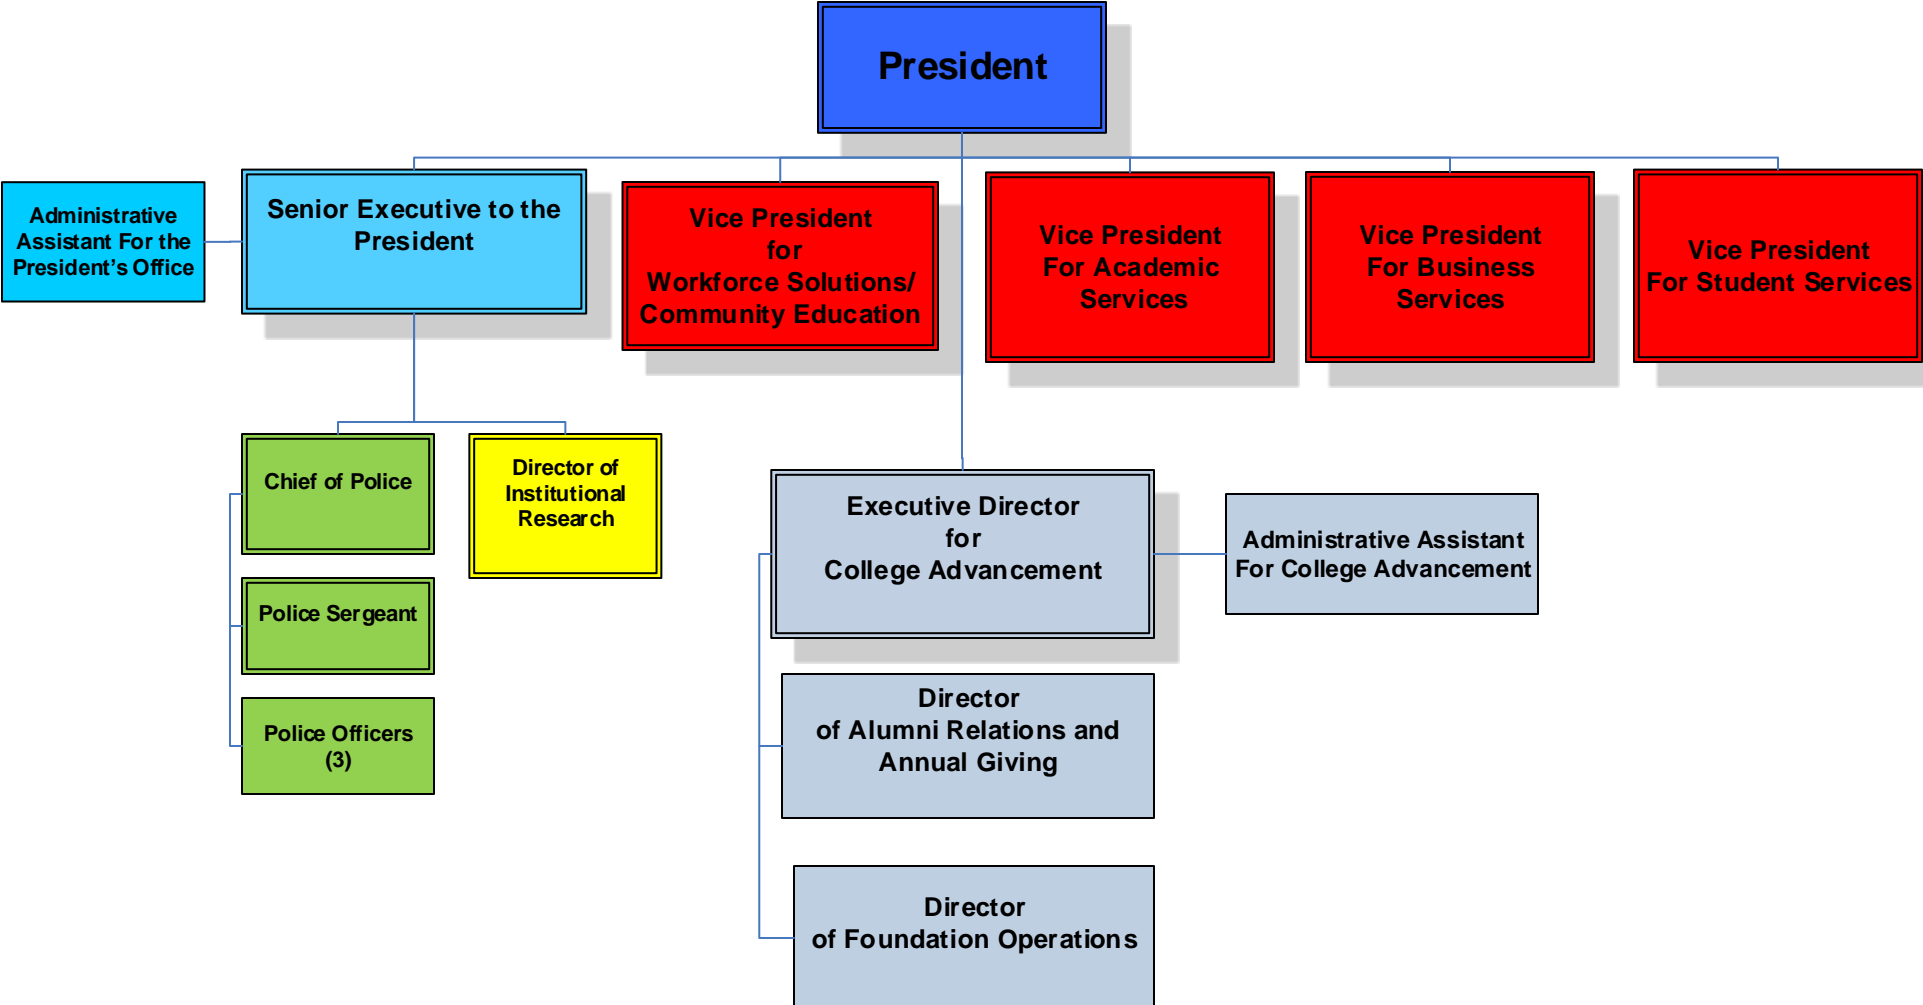 President
Administrative
Assistant For the
President's Office
Senior Executive to the
President
Vice President
for
Workforce Solutions/
Community Education
Vice President
For Academic
Services
Vice President
For Business
Services
Vice President
For Student Services
Chief of Police
Director of
Institutional
Research
Police Sergeant
Police Officers
(3)
Executive Director
for
College Advancement
Administrative Assistant
For College Advancement
Director
of Alumni Relations and
Annual Giving
Director
of Foundation Operations